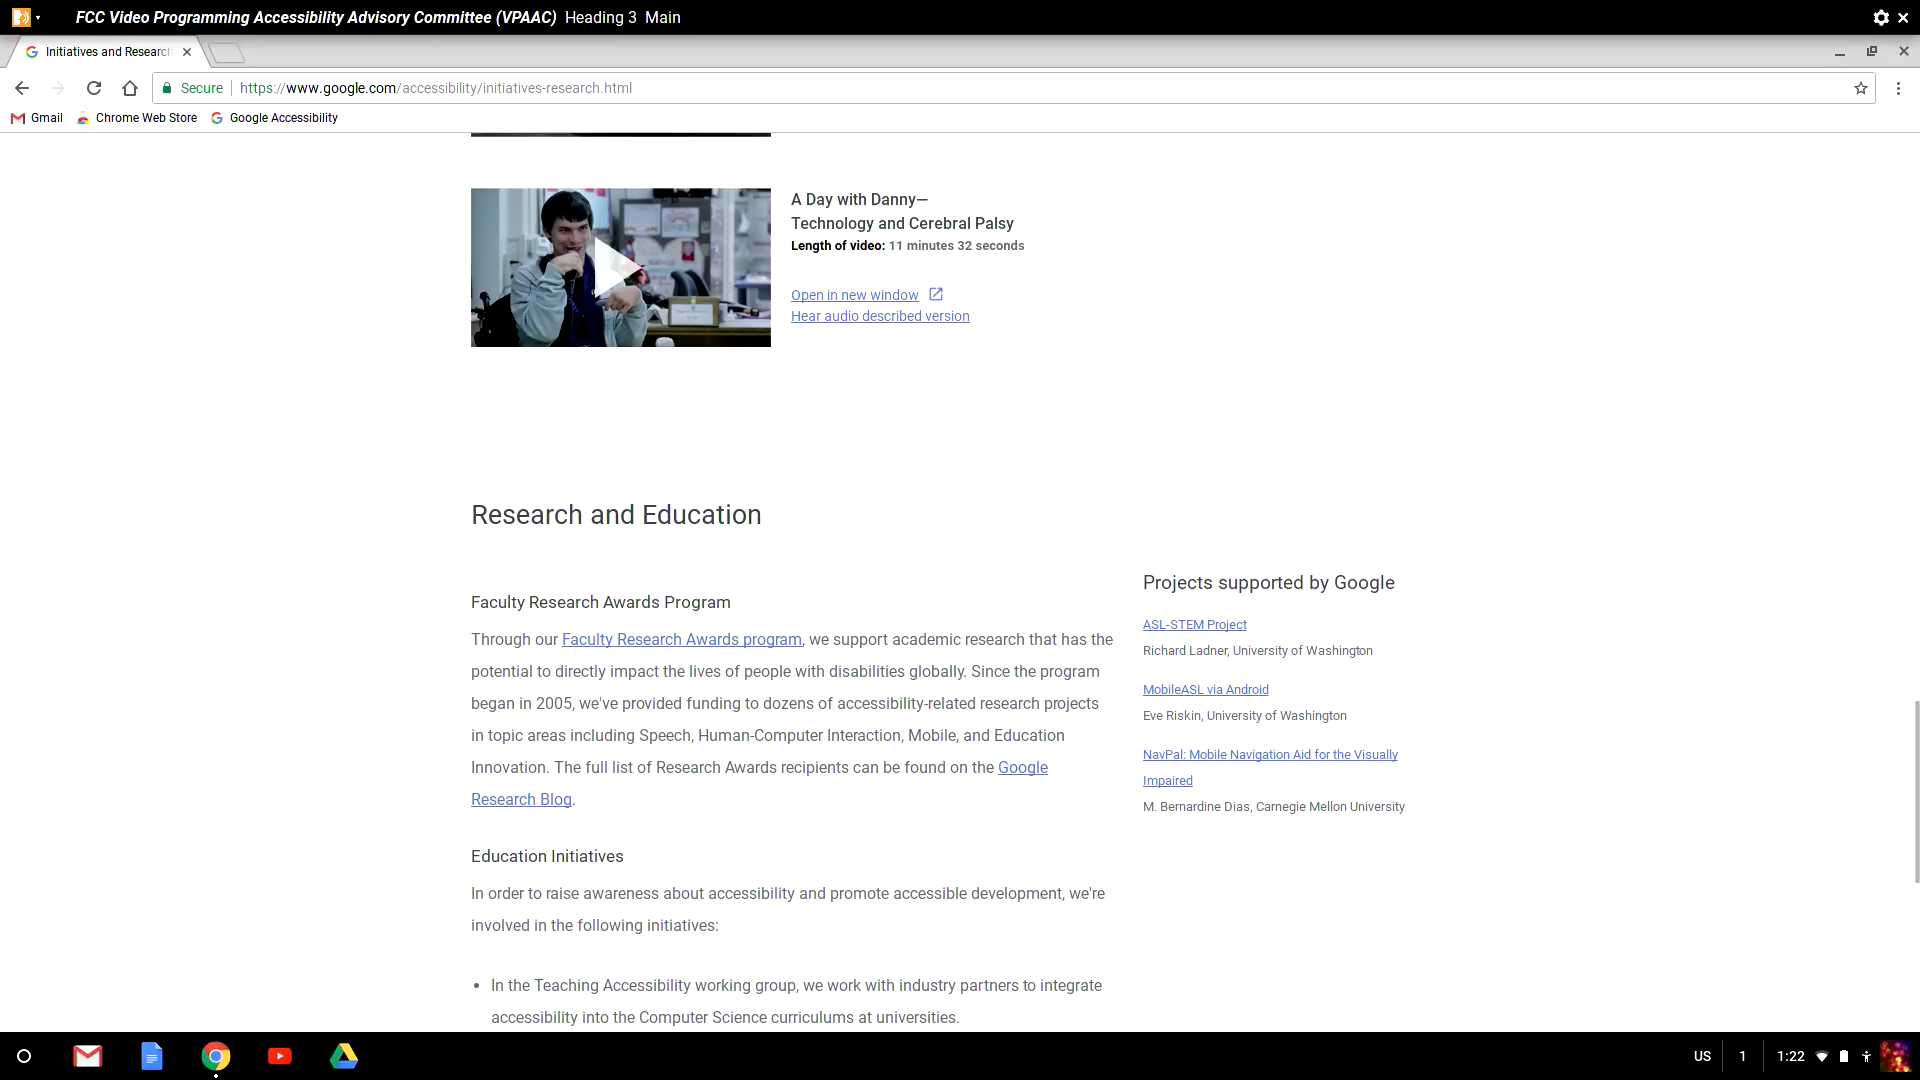 FCC Video Programming Accessibility Advisory Committee (VPAAC) Heading 3 Main
Initiatives and Research
Secure https://www.google.com/accessibility/initiatives-research.html
Gmail Chrome Web Store Google Accessibility
A Day with Danny—
Technology and Cerebral Palsy
Length of video: 11 minutes 32 seconds
Open in new window
Hear audio described version
Research and Education
Faculty Research Awards Program
Through our Faculty Research Awards program, we support academic research that has the
potential to directly impact the lives of people with disabilities globally. Since the program
began in 2005, we've provided funding to dozens of accessibility-related research projects
in topic areas including Speech, Human-Computer Interaction, Mobile, and Education
Innovation. The full list of Research Awards recipients can be found on the Google
Research Blog.
Education Initiatives
In order to raise awareness about accessibility and promote accessible development, we're
involved in the following initiatives:
• In the Teaching Accessibility working group, we work with industry partners to integrate
accessibility into the Computer Science curriculums at universities.
Projects supported by Google
ASL-STEM Project
Richard Ladner, University of Washington
MobileASL via Android
Eve Riskin, University of Washington
NavPal: Mobile Navigation Aid for the Visually
Impaired
M. Bernardine Dias, Carnegie Mellon University
US 1 1:22